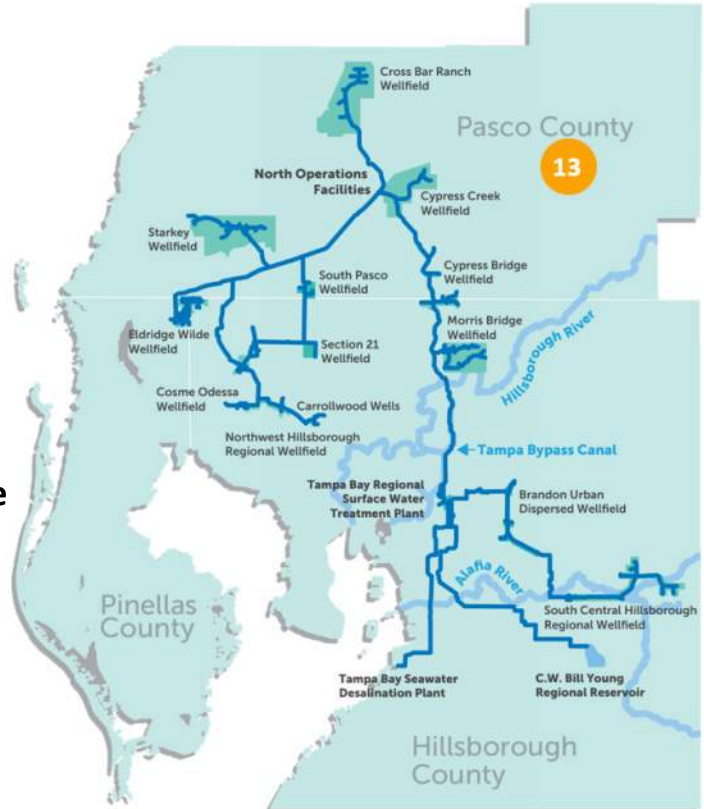 Cross Bar Ranch
Wellfield
Pasco County
13
North Operations
Facilities
Cypress Creek
Wellfield
Starkey
Wellfield
South Pasco
Wellfield
Cypress Bridge
Wellfield
Eldridge Wilde
Wellfield
Section 21
Wellfield
Morris Bridge
Wellfield
Hillsborough River
Cosme Odessa
Wellfield
Carrollwood Wells
Northwest Hillsborough
Regional Wellfield
Tampa Bypass Canal
Tampa Bay Regional
Surface Water
Treatment Plant
Brandon Urban
Dispersed Wellfield
e
Alafia River
Pinellas
County
South Central Hillsborough
Regional Wellfield
Tampa Bay Seawater
Desalination Plant
C.W. Bill Young
Regional Reservoir
Hillsborough
County